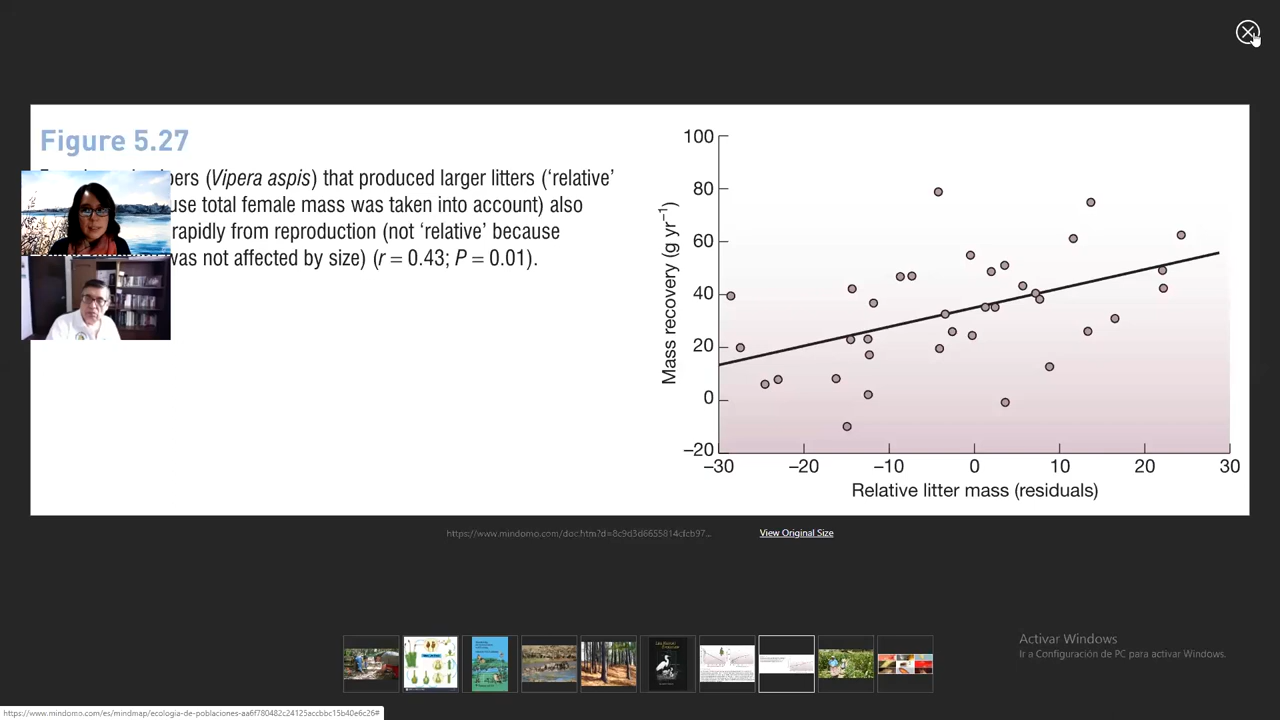 Figure 5.27
pers (Vipera aspis) that produced larger litters (‘relative’
use total female mass was taken into account) also
rapidly from reproduction (not ‘relative’ because
was not affected by size) (r = 0.43; P = 0.01).
100
80
60
40
20
0
–20
Mass recovery (g yr–1)
–30
–20
–10
0
10
20
30
Relative litter mass (residuals)
View Original Size
Activar Windows
Ir a Configuración de PC para activar Windows.